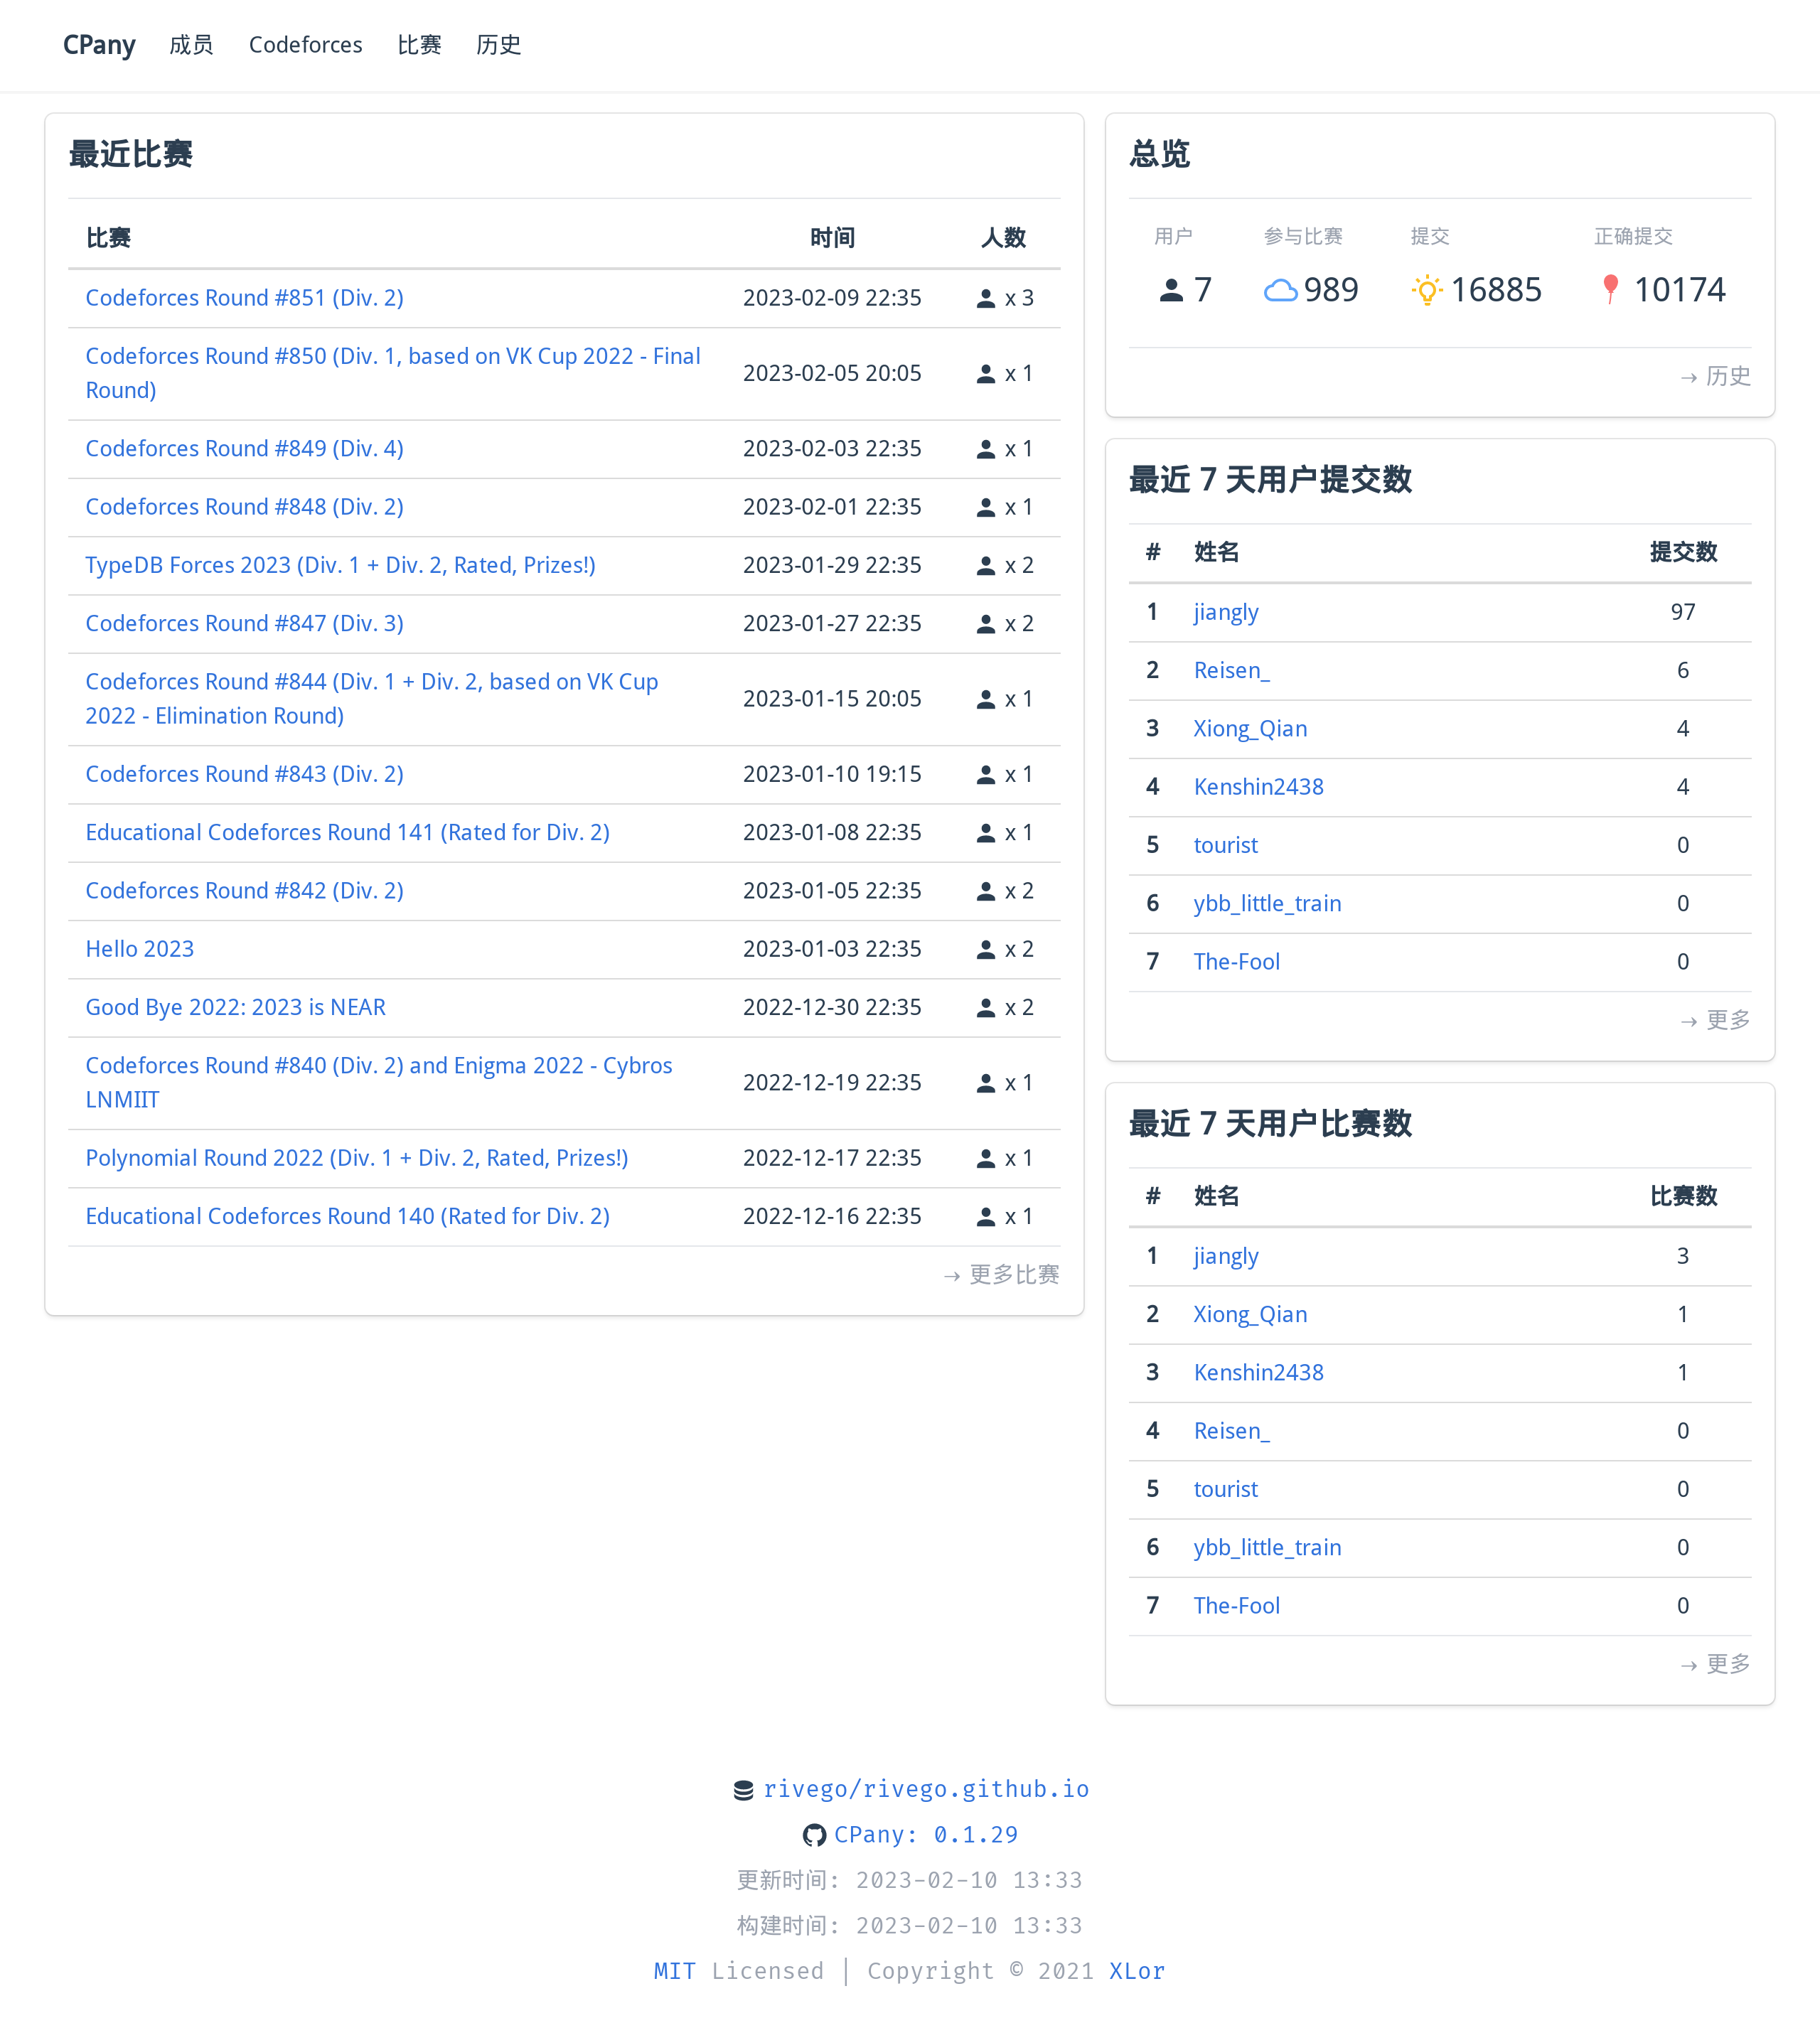 CPany 成员 Codeforces 比赛 历史
最近比赛
比赛 时间 人数
Codeforces Round #851 (Div. 2) 2023-02-09 22:35 x 3
Codeforces Round #850 (Div. 1, based on VK Cup 2022 - Final
Round) 2023-02-05 20:05 x 1
Codeforces Round #849 (Div. 4) 2023-02-03 22:35 x 1
Codeforces Round #848 (Div. 2) 2023-02-01 22:35 x 1
TypeDB Forces 2023 (Div. 1 + Div. 2, Rated, Prizes!) 2023-01-29 22:35 x 2
Codeforces Round #847 (Div. 3) 2023-01-27 22:35 x 2
Codeforces Round #844 (Div. 1 + Div. 2, based on VK Cup
2022 - Elimination Round) 2023-01-15 20:05 x 1
Codeforces Round #843 (Div. 2) 2023-01-10 19:15 x 1
Educational Codeforces Round 141 (Rated for Div. 2) 2023-01-08 22:35 x 1
Codeforces Round #842 (Div. 2) 2023-01-05 22:35 x 2
Hello 2023 2023-01-03 22:35 x 2
Good Bye 2022: 2023 is NEAR 2022-12-30 22:35 x 2
Codeforces Round #840 (Div. 2) and Enigma 2022 - Cybros
LNMIIT 2022-12-19 22:35 x 1
Polynomial Round 2022 (Div. 1 + Div. 2, Rated, Prizes!) 2022-12-17 22:35 x 1
Educational Codeforces Round 140 (Rated for Div. 2) 2022-12-16 22:35 x 1
→ 更多比赛
总览
用户 参与比赛 提交 正确提交
7 989 16885 10174
→ 历史
最近 7 天用户提交数
# 姓名 提交数
1 jiangly 97
2 Reisen_ 6
3 Xiong_Qian 4
4 Kenshin2438 4
5 tourist 0
6 ybb_little_train 0
7 The-Fool 0
→ 更多
最近 7 天用户比赛数
# 姓名 比赛数
1 jiangly 3
2 Xiong_Qian 1
3 Kenshin2438 1
4 Reisen_ 0
5 tourist 0
6 ybb_little_train 0
7 The-Fool 0
→ 更多
rivego/rivego.github.io
CPany: 0.1.29
更新时间: 2023-02-10 13:33
构建时间: 2023-02-10 13:33
MIT Licensed | Copyright © 2021 XLor